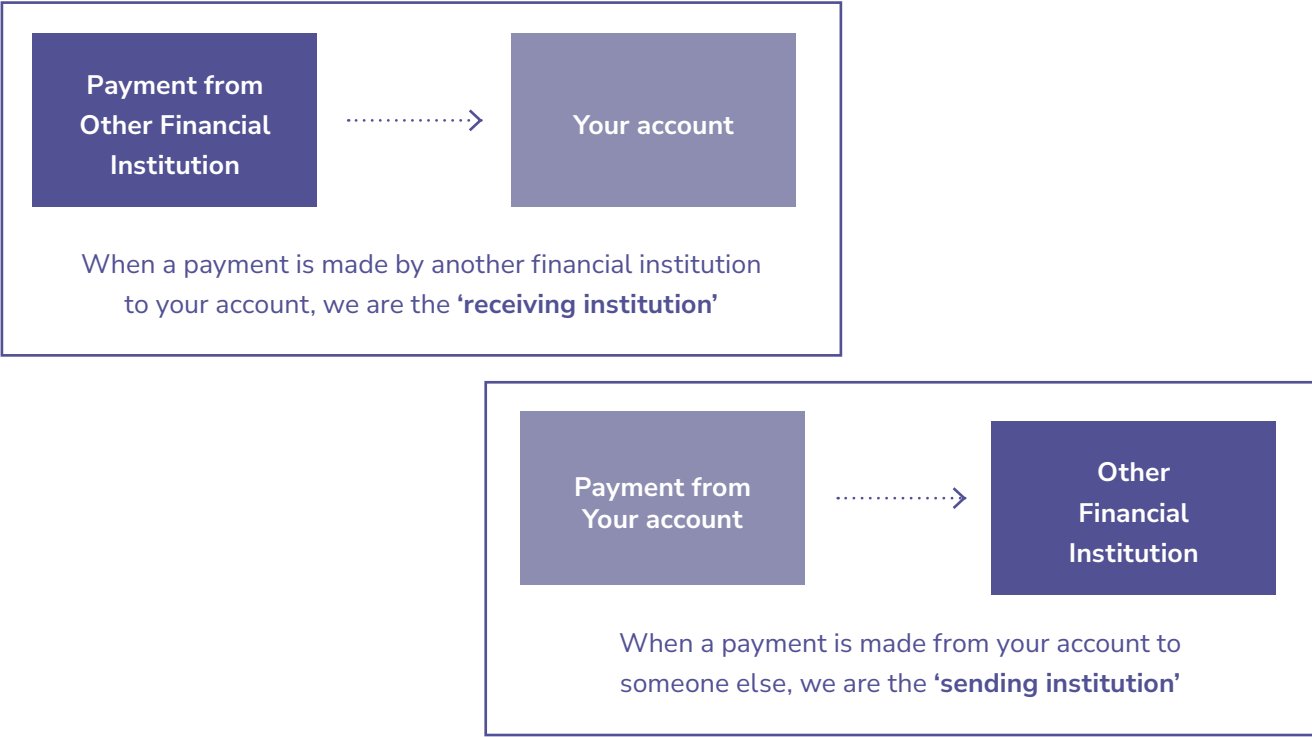 Payment from
Other Financial
Institution
Your account
When a payment is made by another financial institution
to your account, we are the ‘receiving institution’
Payment from
Your account
Other
Financial
Institution
When a payment is made from your account to
someone else, we are the ‘sending institution’